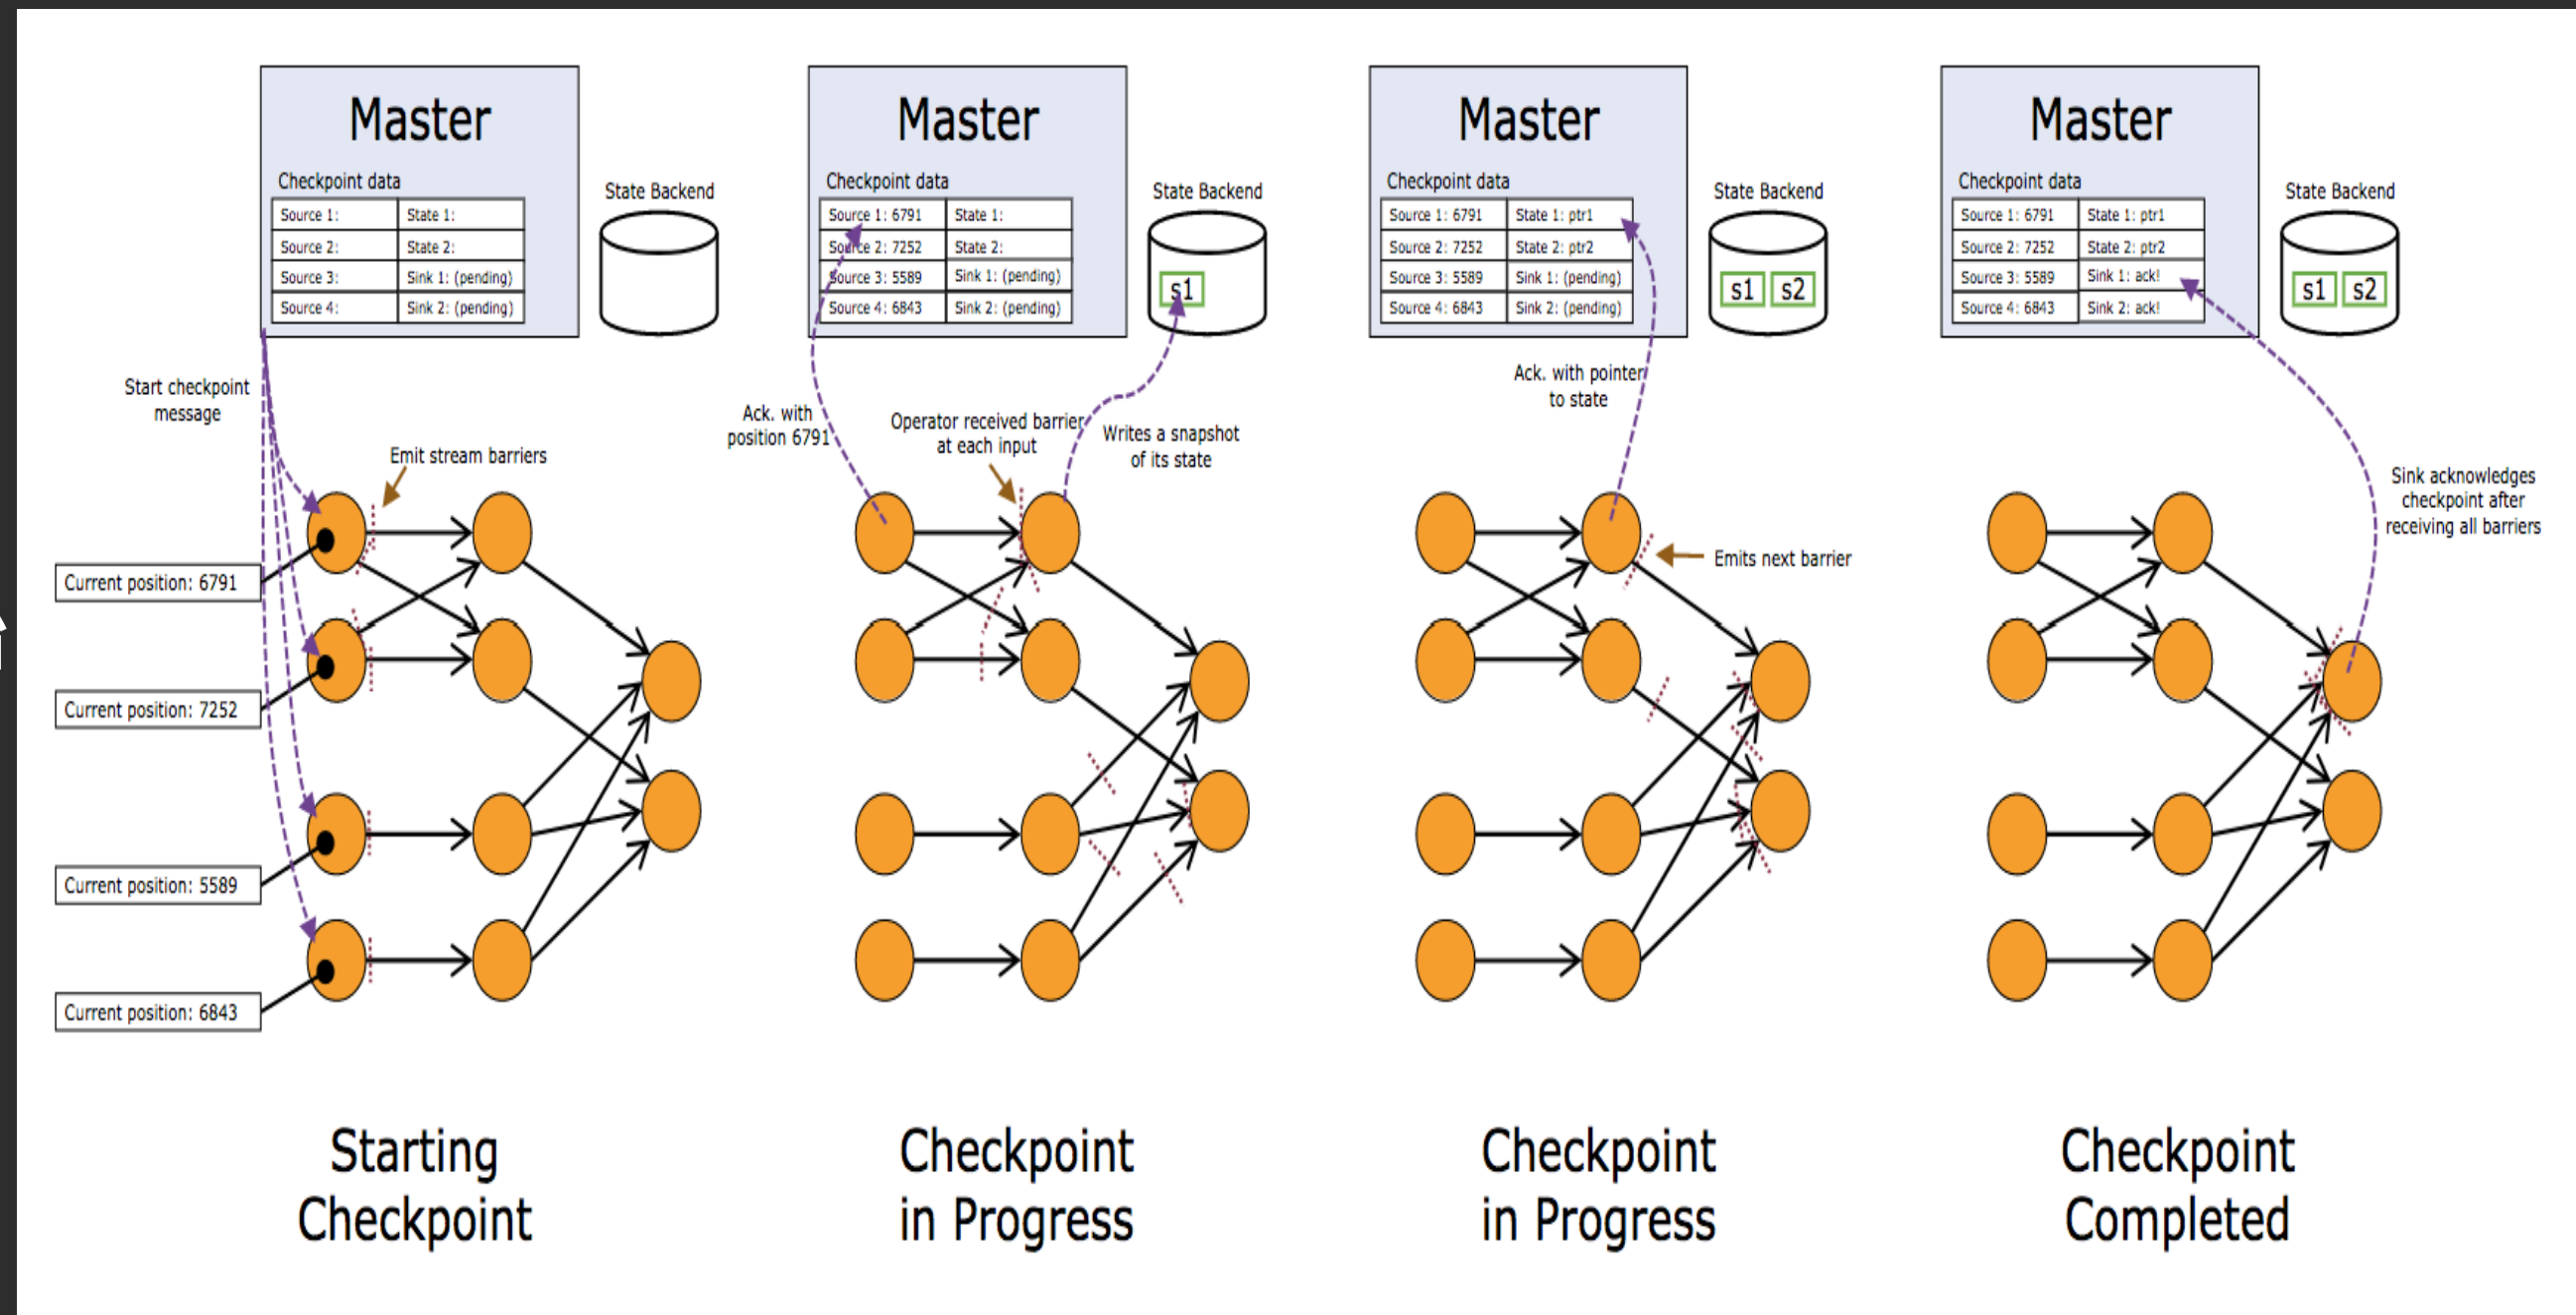 Master
Checkpoint data
Source 1:
State 1:
Source 2:
State 2:
Source 3:
Sink 1: (pending)
Source 4:
Sink 2: (pending)
State Backend
Start checkpoint
message
Emit stream barriers
Current position: 6791
Current position: 7252
Current position: 5589
Current position: 6843
Starting
Checkpoint
Master
Checkpoint data
Source 1: 6791
State 1:
Source 2: 7252
State 2:
Source 3: 5589
Sink 1: (pending)
Source 4: 6843
Sink 2: (pending)
State Backend
s1
Ack. with
position 6791
Operator received barrier
at each input
Writes a snapshot
of its state
Checkpoint
in Progress
Master
Checkpoint data
Source 1: 6791
State 1: ptr1
Source 2: 7252
State 2: ptr2
Source 3: 5589
Sink 1: (pending)
Source 4: 6843
Sink 2: (pending)
State Backend
s1
s2
Ack. with pointer
to state
Emits next barrier
Checkpoint
in Progress
Master
Checkpoint data
Source 1: 6791
State 1: ptr1
Source 2: 7252
State 2: ptr2
Source 3: 5589
Sink 1: ack!
Source 4: 6843
Sink 2: ack!
State Backend
s1
s2
Sink acknowledges
checkpoint after
receiving all barriers
Checkpoint
Completed